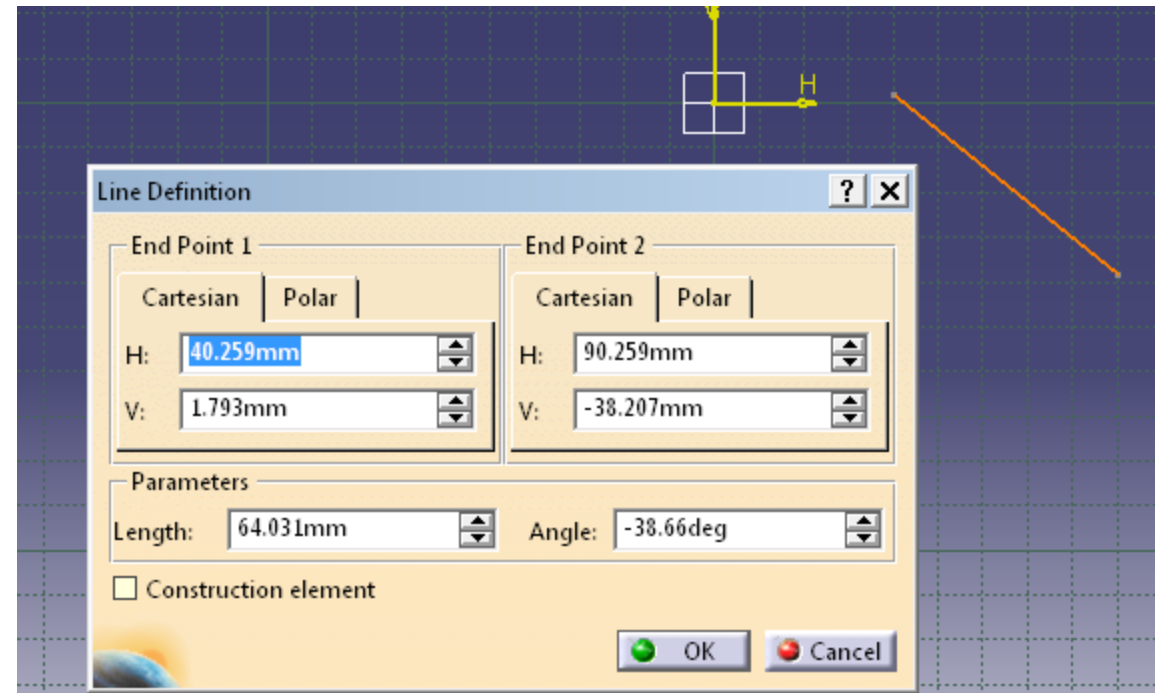 V
H
Line Definition
?
End Point 1
End Point 2
Cartesian Polar
Cartesian Polar
H: 40.259mm
H: 90.259mm
V: 1.793mm
V: -38.207mm
Parameters
Length: 64.031mm
Angle: -38.66deg
Construction element
OK
Cancel